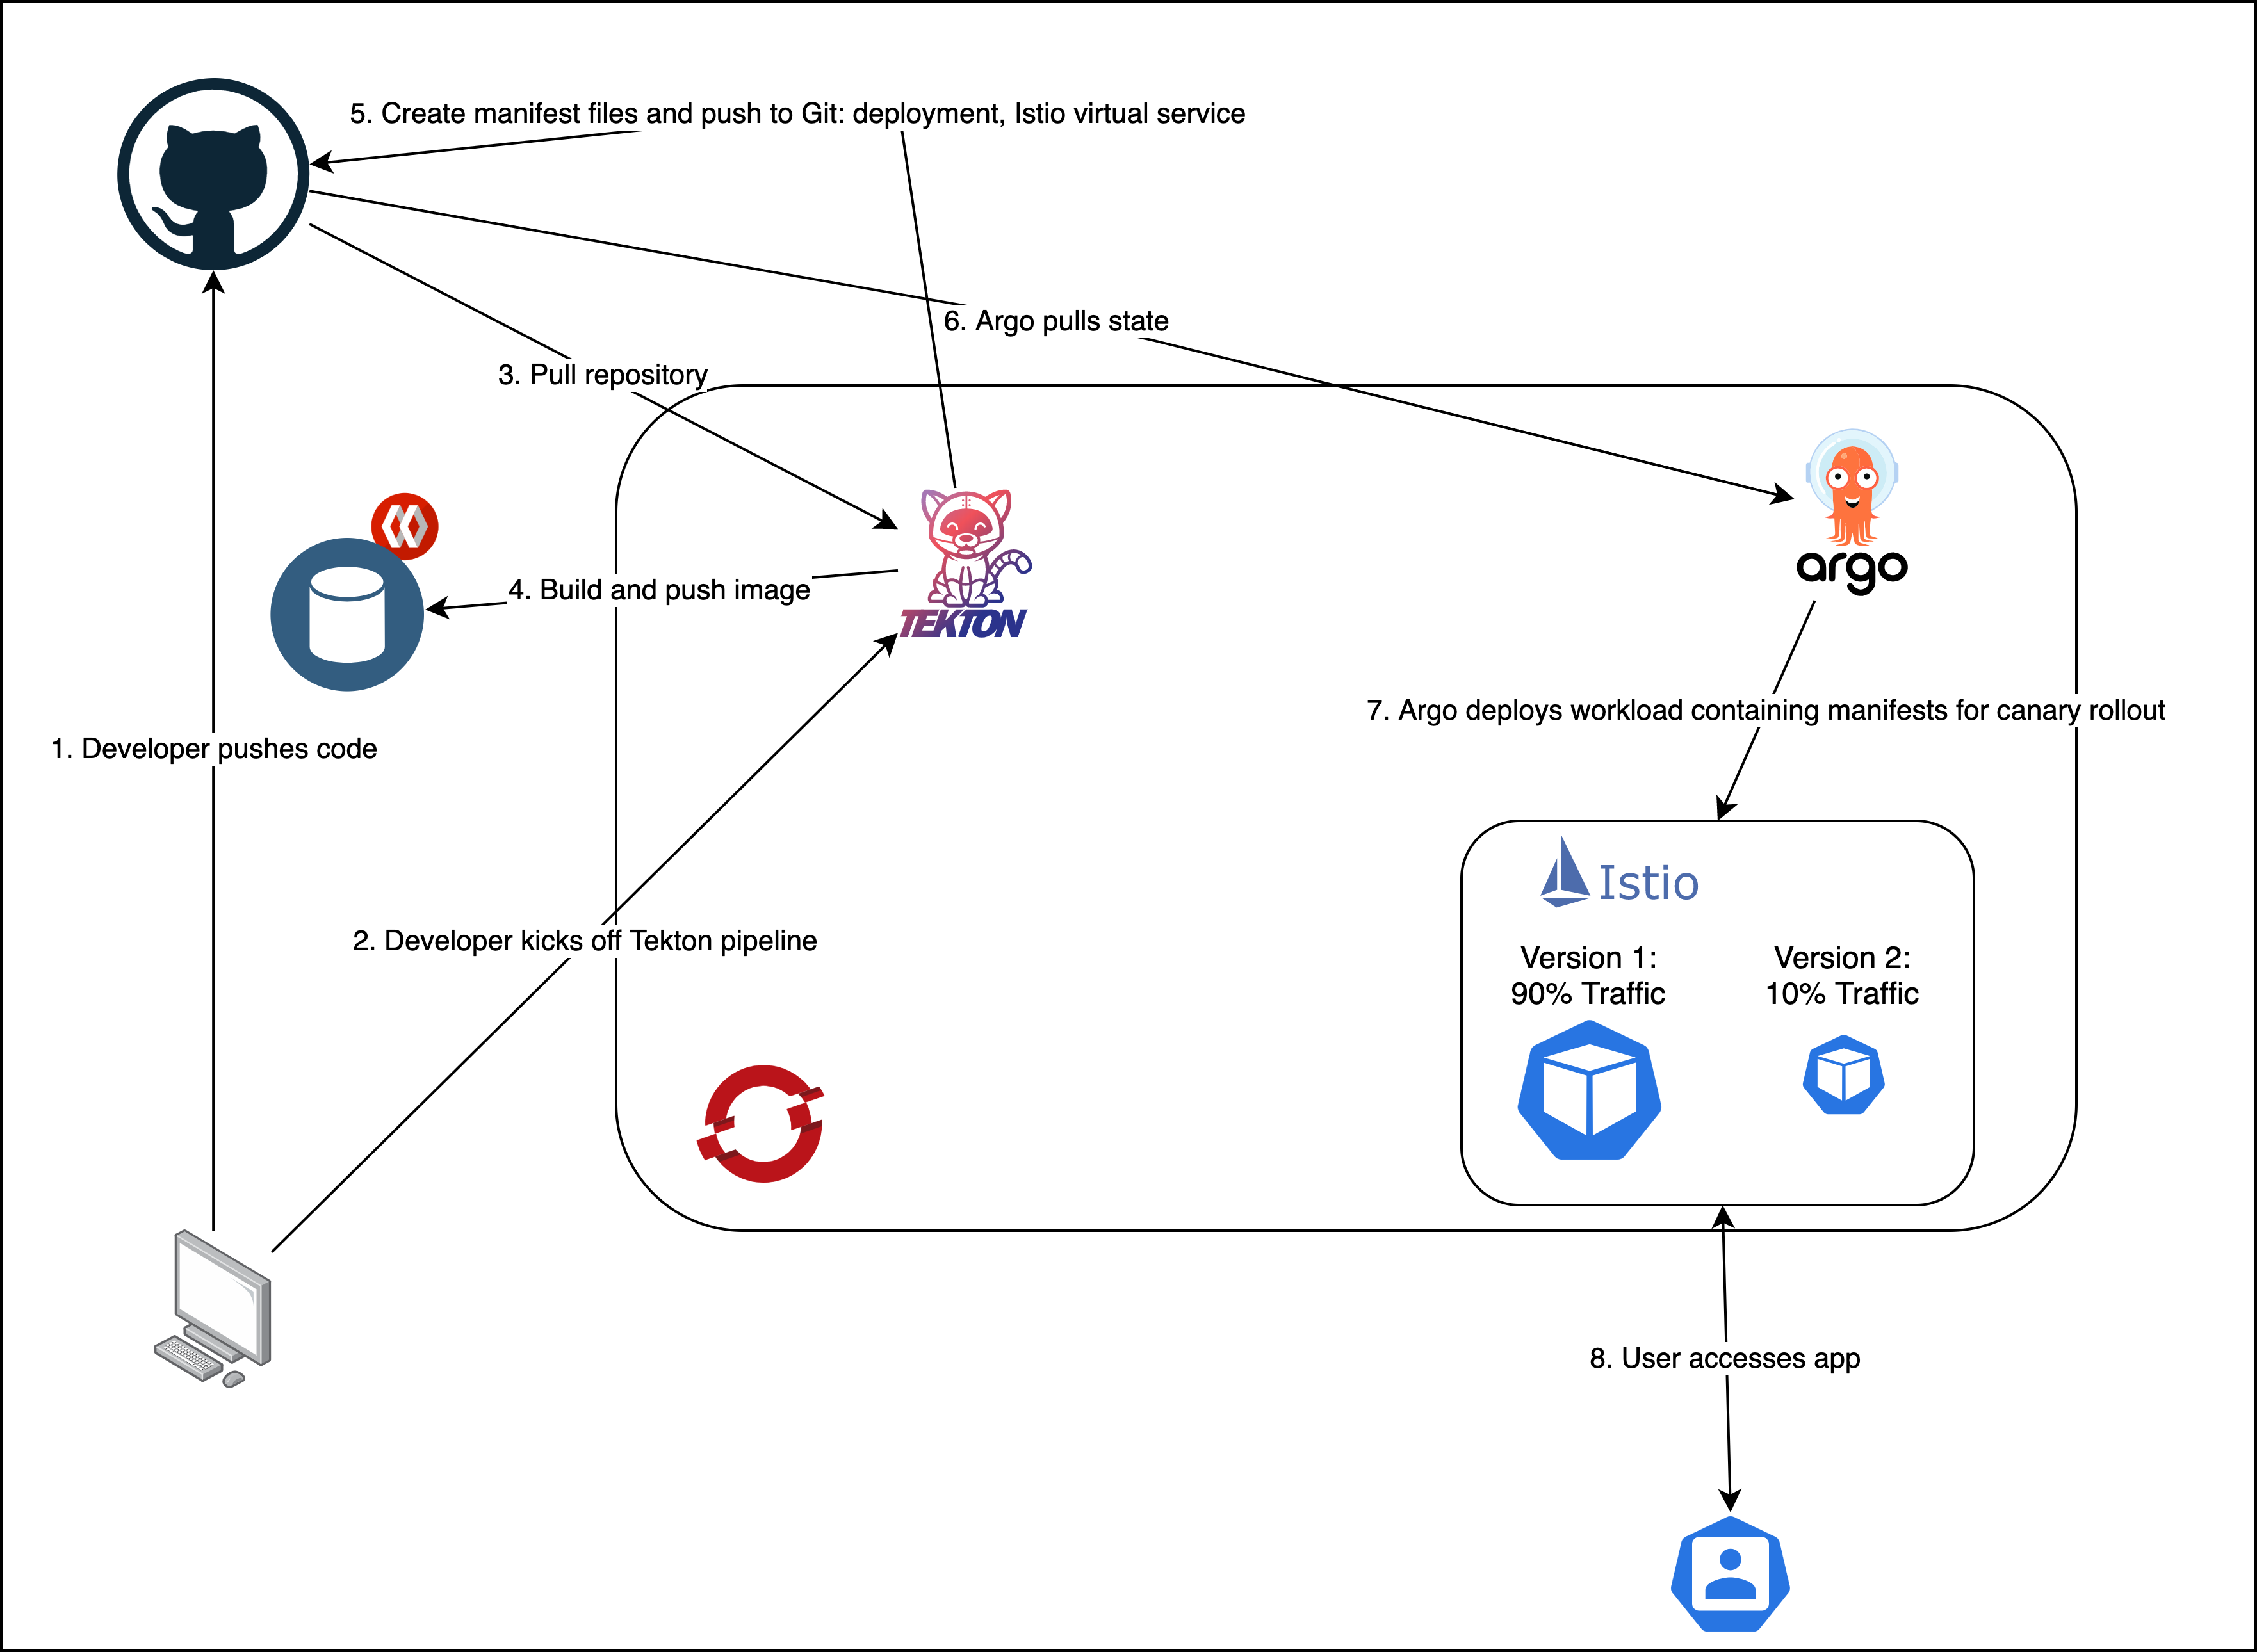 5. Create manifest files and push to Git: deployment, Istio virtual service
6. Argo pulls state
3. Pull repository
4. Build and push image
TEKTON
argo
7. Argo deploys workload containing manifests for canary rollout
1. Developer pushes code
2. Developer kicks off Tekton pipeline
Istio
Version 1:
90% Traffic
Version 2:
10% Traffic
8. User accesses app